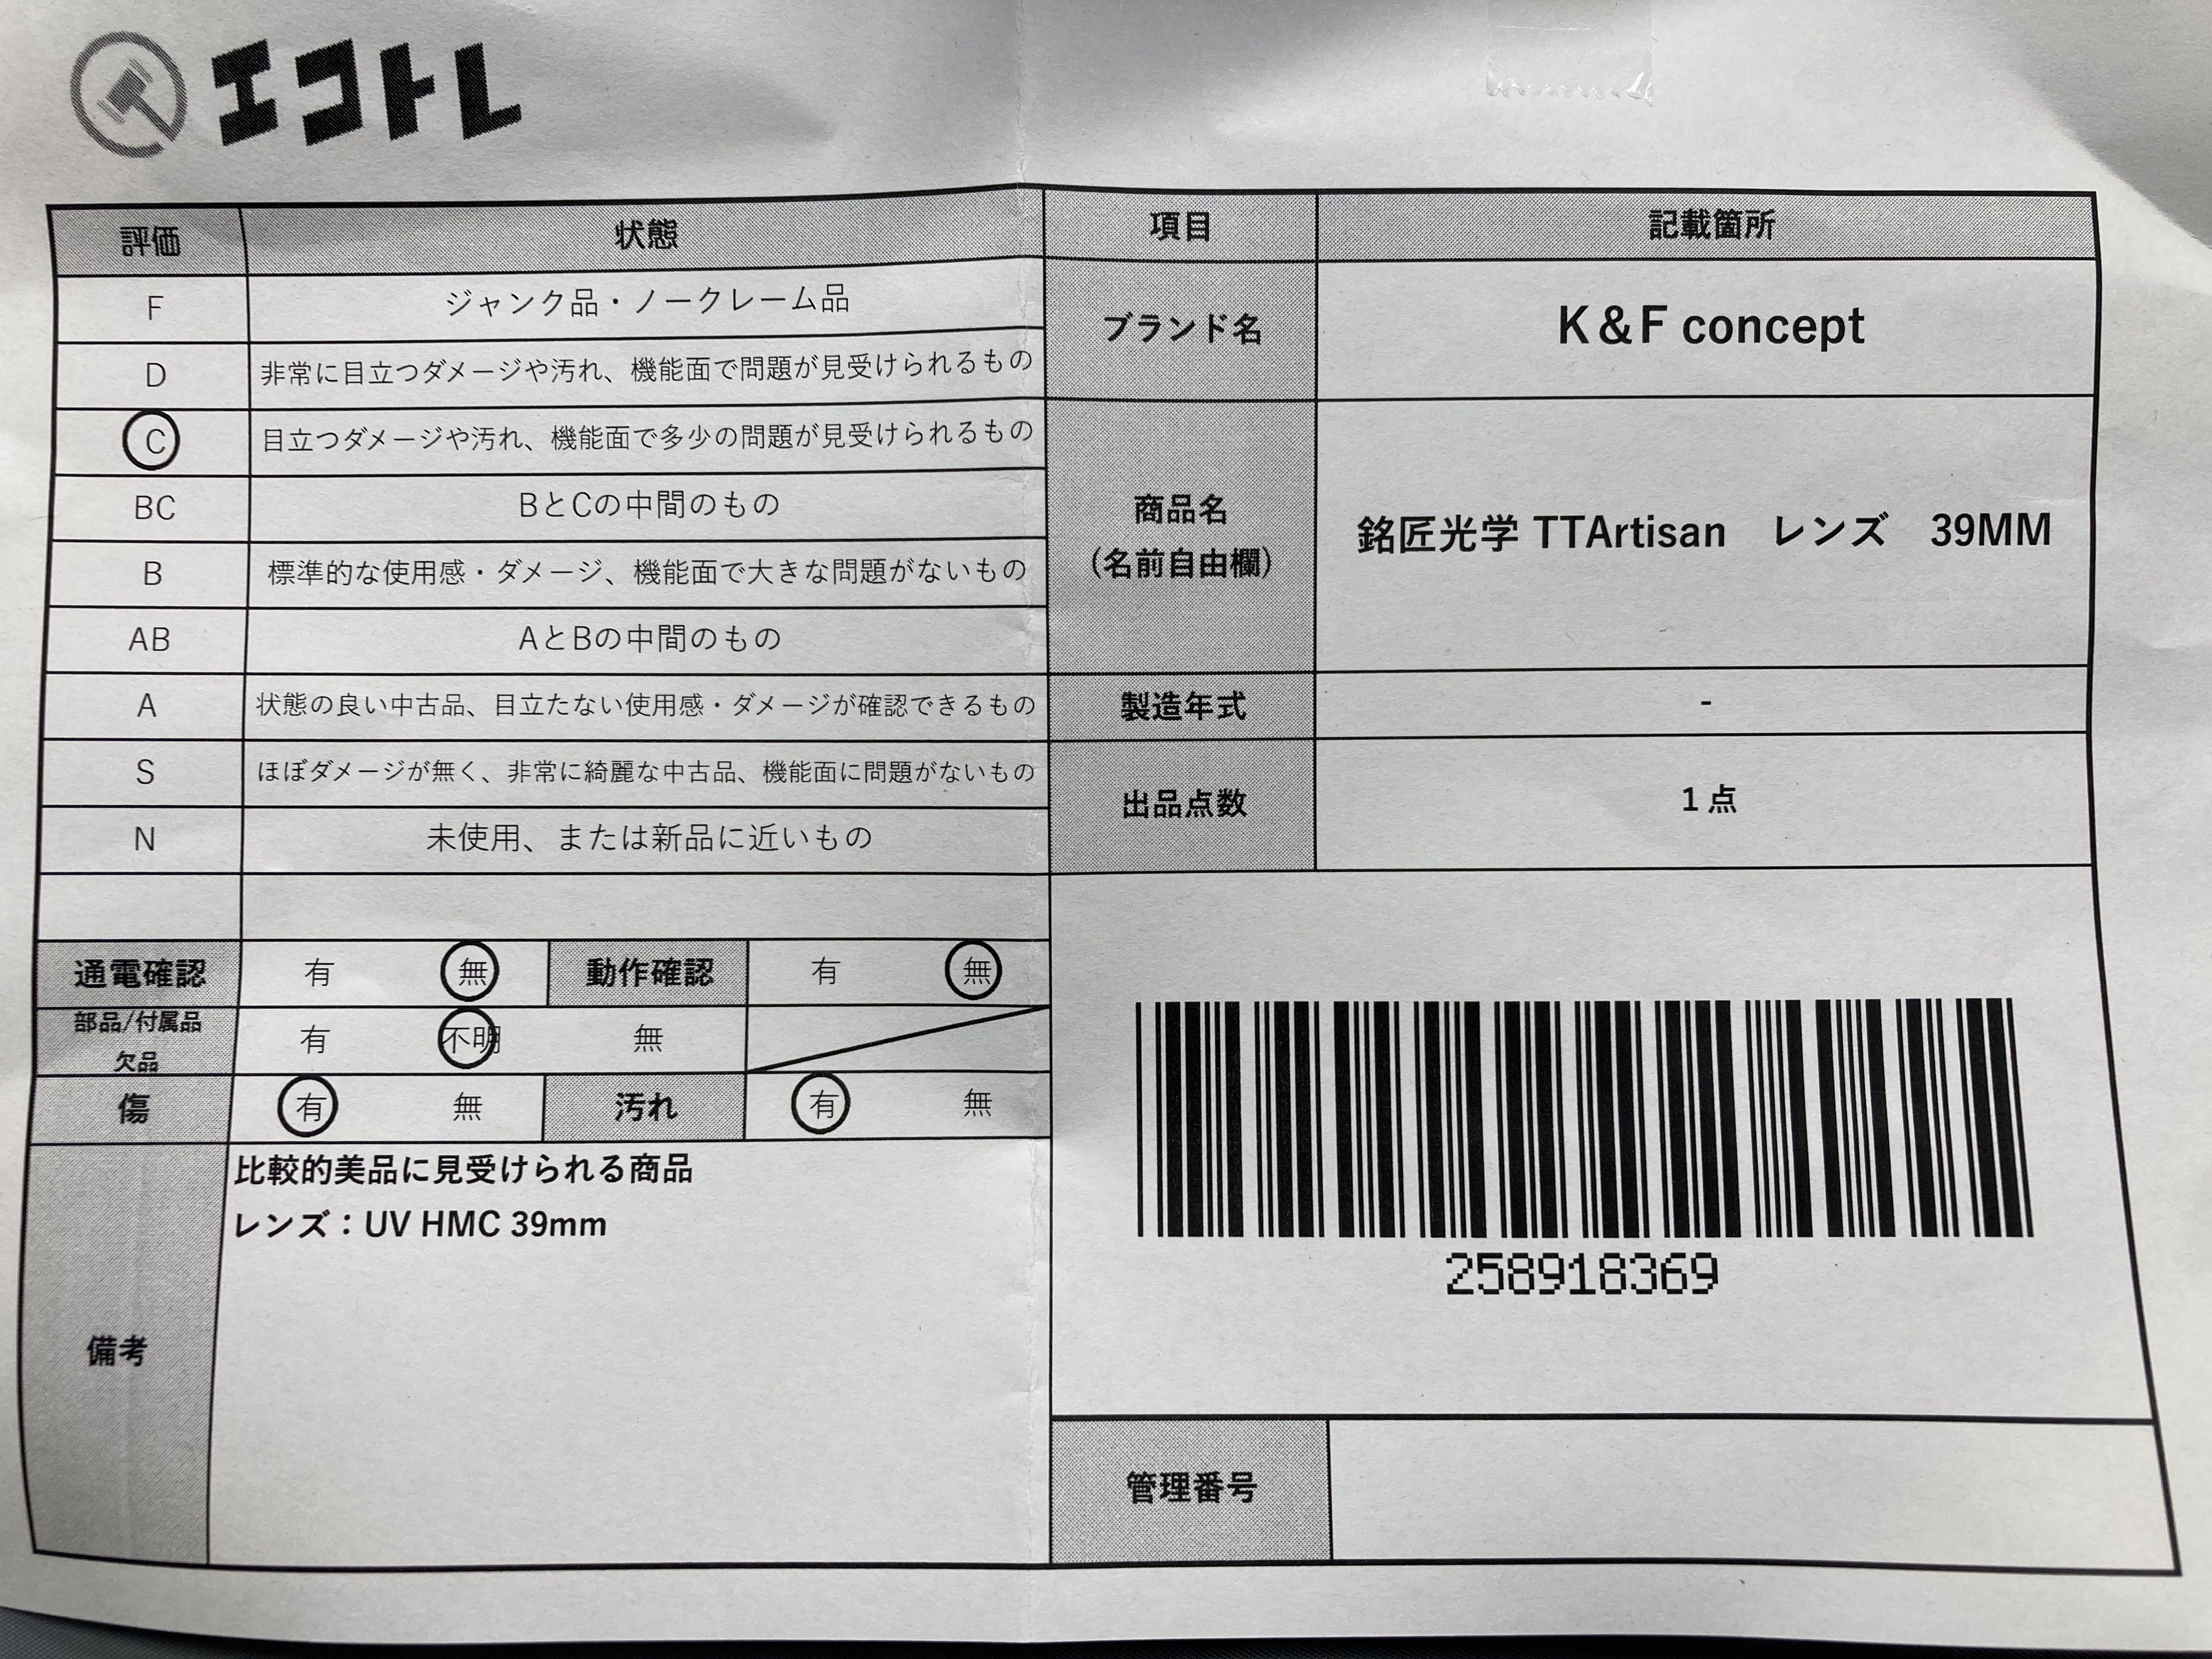 エコトレ
評価 状態
F ジャンク品・ノークレーム品
D 非常に目立つダメージや汚れ、機能面で問題が見受けられるもの
C 目立つダメージや汚れ、機能面で多少の問題が見受けられるもの
BC BとCの中間のもの
B 標準的な使用感・ダメージ、機能面で大きな問題がないもの
AB AとBの中間のもの
A 状態の良い中古品、目立たない使用感・ダメージが確認できるもの
S ほぼダメージが無く、非常に綺麗な中古品、機能面に問題がないもの
N 未使用、または新品に近いもの
通電確認 有 無 動作確認 有 無
部品/付属品
欠品 有 不明 無
傷 有 無 汚れ 有 無
備考
比較的美品に見受けられる商品
レンズ：UV HMC 39mm
項目 記載箇所
ブランド名 K＆F concept
商品名
（名前自由欄）
銘匠光学 TTArtisan　レンズ　39MM
製造年式 -
出品点数 1 点
258918369
管理番号